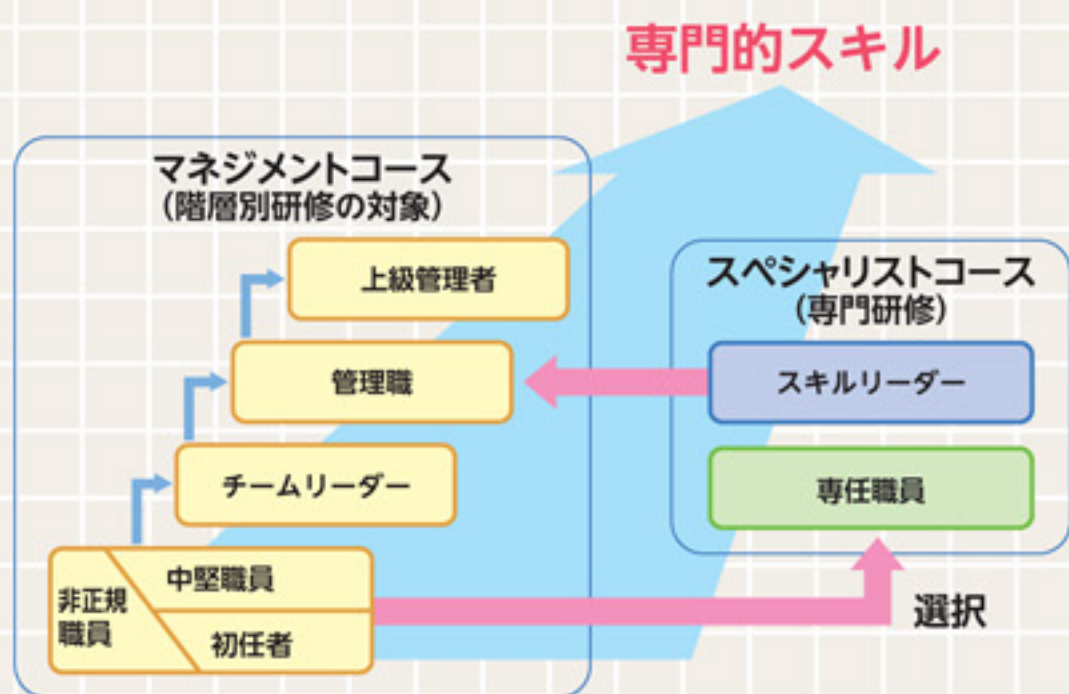 専門的スキル
マネジメントコース
（階層別研修の対象）
上級管理者
管理職
チームリーダー
非正規
職員
中堅職員
初任者
スペシャリストコース
（専門研修）
スキルリーダー
専任職員
選択